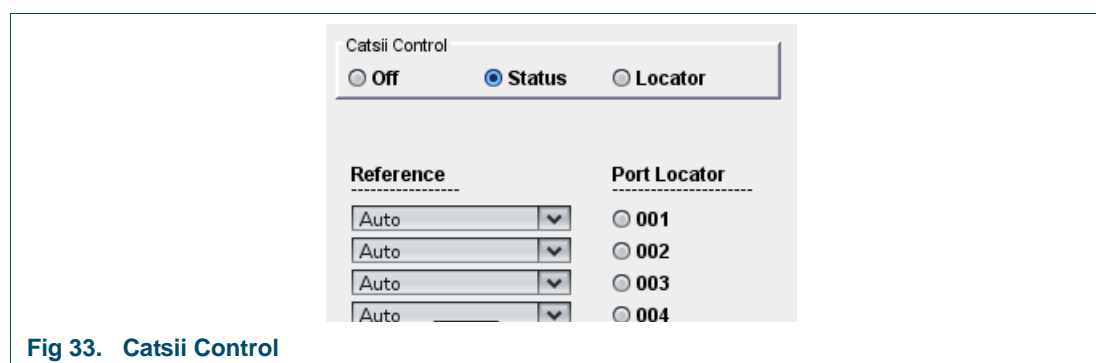 Catsii Control
Off Status Locator
Reference Port Locator
Auto 001
Auto 002
Auto 003
Auto 004
Fig 33. Catsii Control